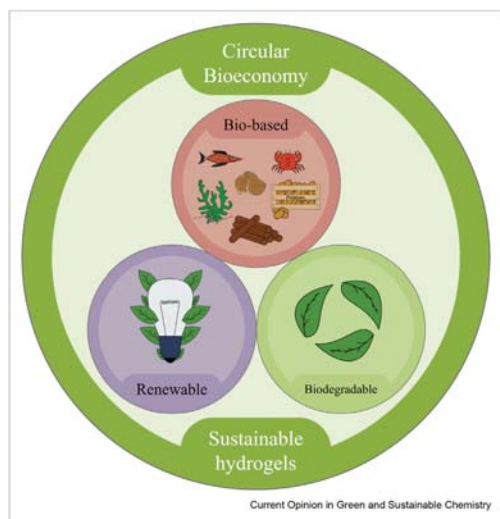 Circular
Bioeconomy
Bio-based
Renewable
Biodegradable
Sustainable
hydrogels
Current Opinion in Green and Sustainable Chemistry